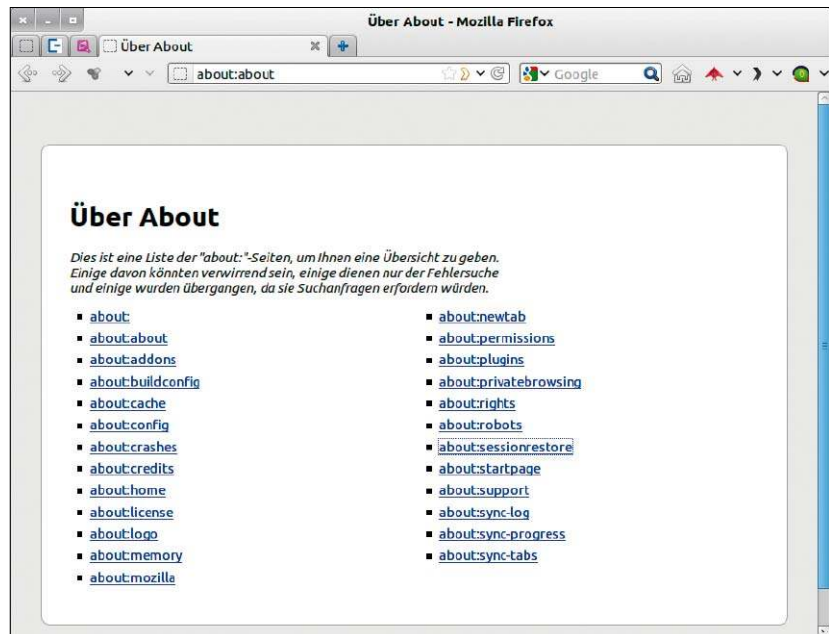 Über About - Mozilla Firefox
Über About
about:about
Google
Über About
Dies ist eine Liste der "about:"-Seiten, um Ihnen eine Übersicht zu geben.
Einige davon könnten verwirrend sein, einige dienen nur der Fehlersuche
und einige wurden übergangen, da sie Suchanfragen erfordern würden.
about:
about:about
about:addons
about:buildconfig
about:cache
about:config
about:crashes
about:credits
about:home
about:license
about:logo
about:memory
about:mozilla
about:newtab
about:permissions
about:plugins
about:privatebrowsing
about:rights
about:robots
about:sessionrestore
about:startpage
about:support
about:sync-log
about:sync-progress
about:sync-tabs